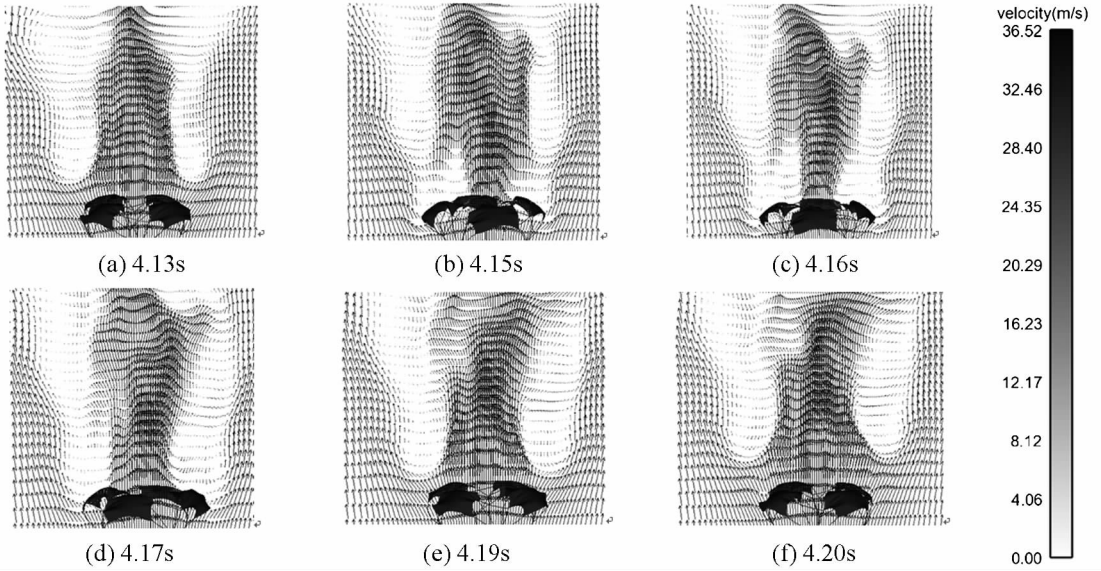 velocity(m/s)
36.52
32.46
28.40
24.35
20.29
16.23
12.17
8.12
4.06
0.00
(a) 4.13s
(b) 4.15s
(c) 4.16s
(d) 4.17s
(e) 4.19s
(f) 4.20s